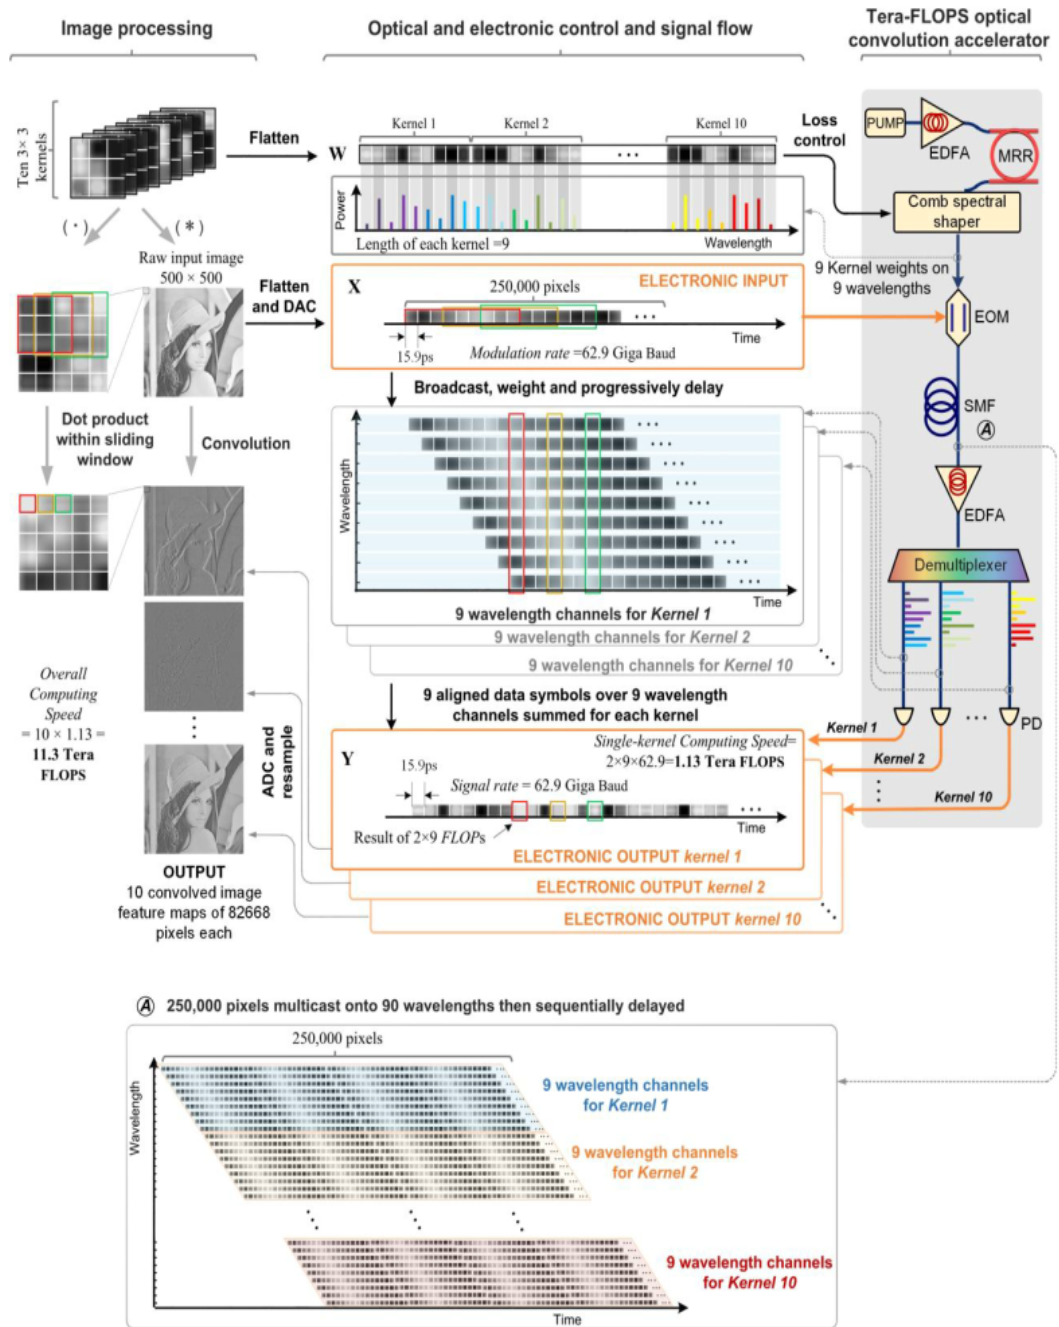 Image processing
Optical and electronic control and signal flow
Tera-FLOPS optical
convolution accelerator
Ten 3×3
kernels
Flatten
Kernel 1
Kernel 2
Kernel 10
W
...
Loss
control
PUMP
EDFA
MRR
Power
Length of each kernel =9
Wavelength
Comb spectral
shaper
(·)
(*)
Raw input image
500 × 500
9 Kernel weights on
9 wavelengths
Flatten
and DAC
X
ELECTRONIC INPUT
250,000 pixels
...
Time
15.9ps
Modulation rate =62.9 Giga Baud
EOM
Broadcast, weight and progressively delay
SMF
A
Dot product
within sliding
window
Convolution
Wavelength
...
...
...
...
...
...
...
...
...
Time
EDFA
Demultiplexer
9 wavelength channels for Kernel 1
9 wavelength channels for Kernel 2
9 wavelength channels for Kernel 10
9 aligned data symbols over 9 wavelength
channels summed for each kernel
Overall
Computing
Speed
= 10 × 1.13 =
11.3 Tera
FLOPS
ADC and
resample
Kernel 1
... PD
Kernel 2
Kernel 10
Y
Single-kernel Computing Speed=
2×9×62.9=1.13 Tera FLOPS
15.9ps
Signal rate = 62.9 Giga Baud
...
Time
Result of 2×9 FLOPs
ELECTRONIC OUTPUT kernel 1
ELECTRONIC OUTPUT kernel 2
ELECTRONIC OUTPUT kernel 10
OUTPUT
10 convolved image
feature maps of 82668
pixels each
A 250,000 pixels multicast onto 90 wavelengths then sequentially delayed
250,000 pixels
Wavelength
9 wavelength channels
for Kernel 1
9 wavelength channels
for Kernel 2
9 wavelength channels
for Kernel 10
Time